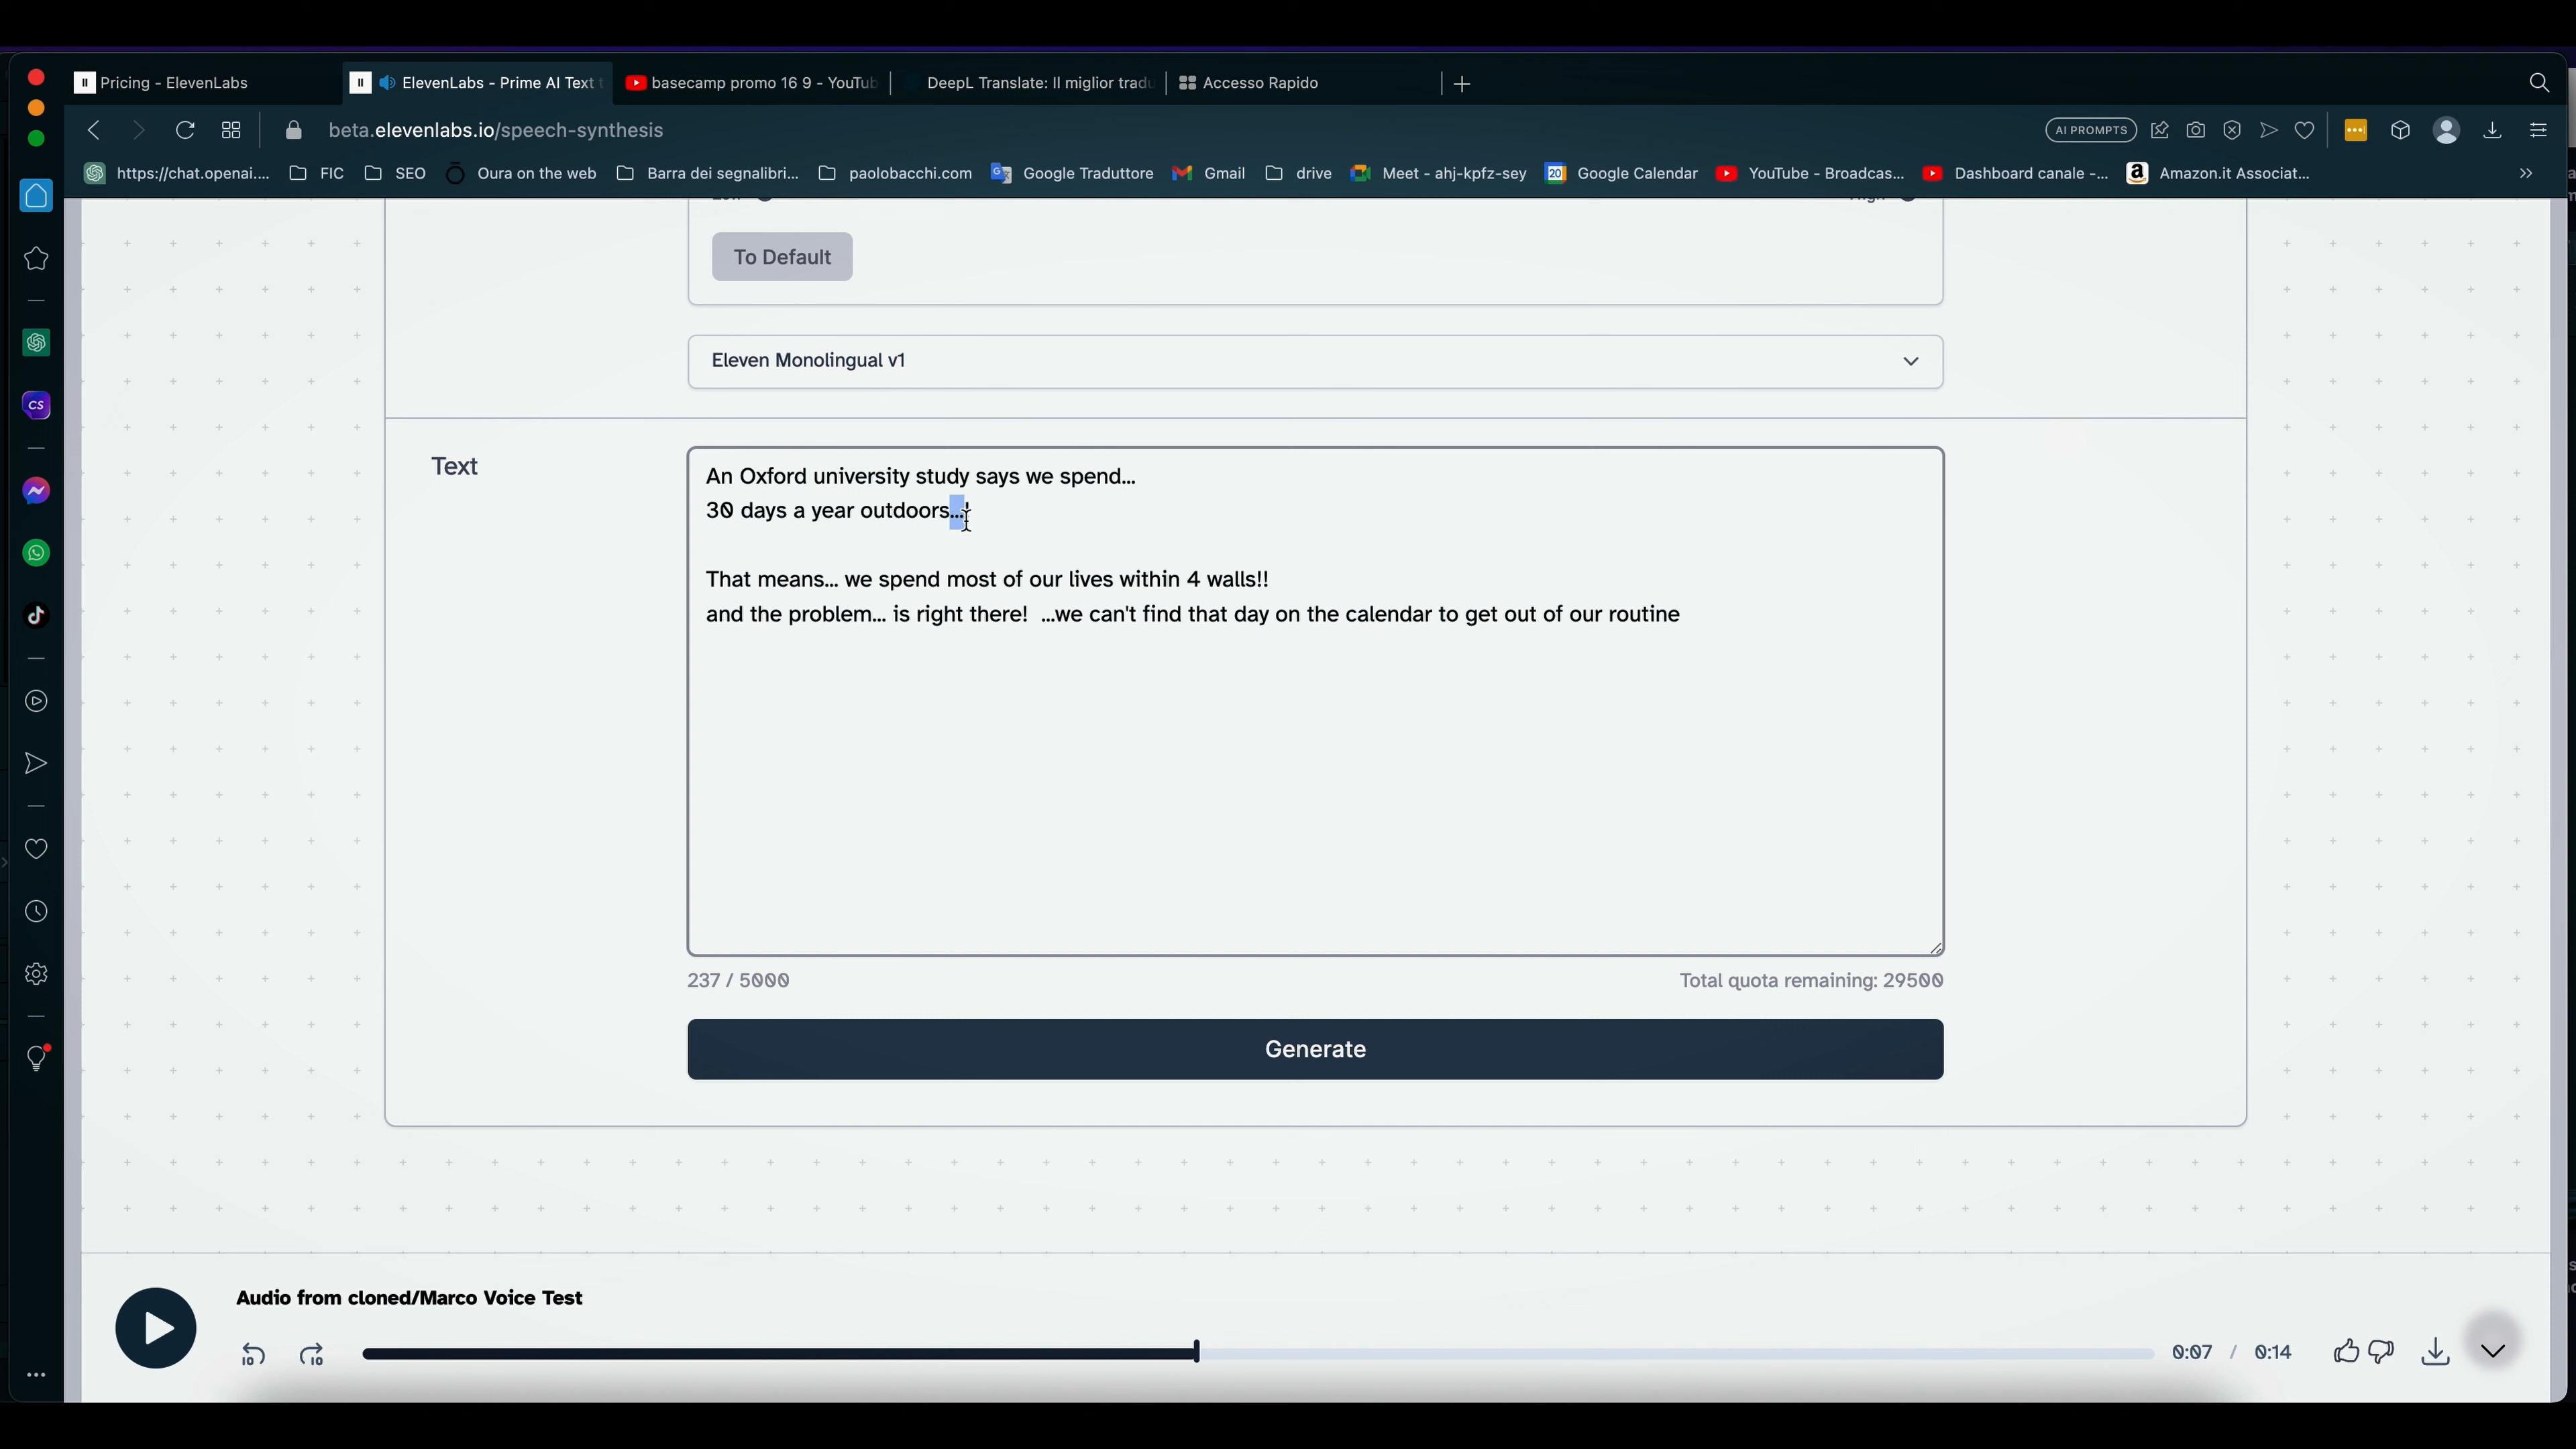 Pricing - ElevenLabs
ElevenLabs - Prime AI Text t
basecamp promo 16 9 - YouTub
DeepL Translate: Il miglior tradu
Accesso Rapido
beta.elevenlabs.io/speech-synthesis
AI PROMPTS
https://chat.openai....
FIC
SEO
Oura on the web
Barra dei segnalibri...
paolobacchi.com
Google Traduttore
Gmail
drive
Meet - ahj-kpfz-sey
20
Google Calendar
YouTube - Broadcas...
Dashboard canale -...
Amazon.it Associat...
To Default
Eleven Monolingual v1
CS
Text
An Oxford university study says we spend...
30 days a year outdoors...
That means... we spend most of our lives within 4 walls!!
and the problem... is right there!  ...we can't find that day on the calendar to get out of our routine
237 / 5000
Total quota remaining: 29500
Generate
Audio from cloned/Marco Voice Test
10
10
0:07 / 0:14